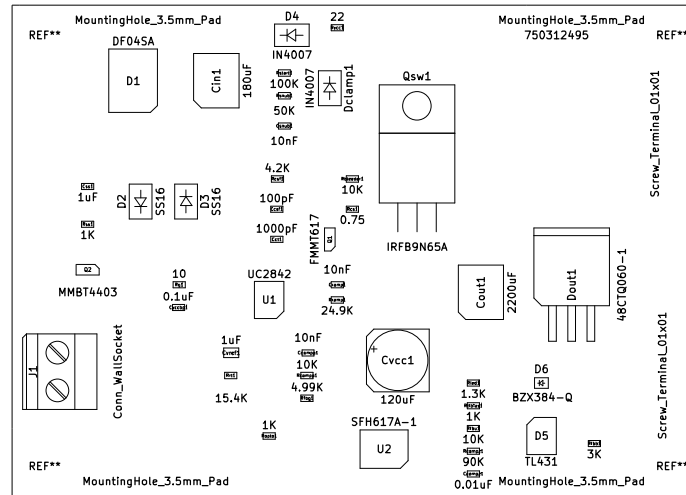 MountingHole_3.5mm_Pad
REF**
DF04SA
D1
Cin1
180uF
D4
IN4007
22
Rvcc1
100K
50K
10nF
IN4007
Dclamp1
Qsw1
IRFB9N65A
MountingHole_3.5mm_Pad
750312495
REF**
Screw_Terminal_01x01
1uF
1K
D2
SS16
D3
SS16
4.2K
100pF
1000pF
10K
0.75
FMMT617
Q1
Q2
MMBT4403
10
0.1uF
UC2842
U1
10nF
24.9K
Cout1
2200uF
Dout1
48CTQ060-1
J1
Conn_WallSocket
1uF
Cvref1
15.4K
10nF
10K
4.99K
1K
+
Cvcc1
120uF
SFH617A-1
U2
1.3K
1K
10K
90K
0.01uF
D6
BZX384-Q
D5
TL431
3K
Screw_Terminal_01x01
REF**
MountingHole_3.5mm_Pad
MountingHole_3.5mm_Pad
REF**